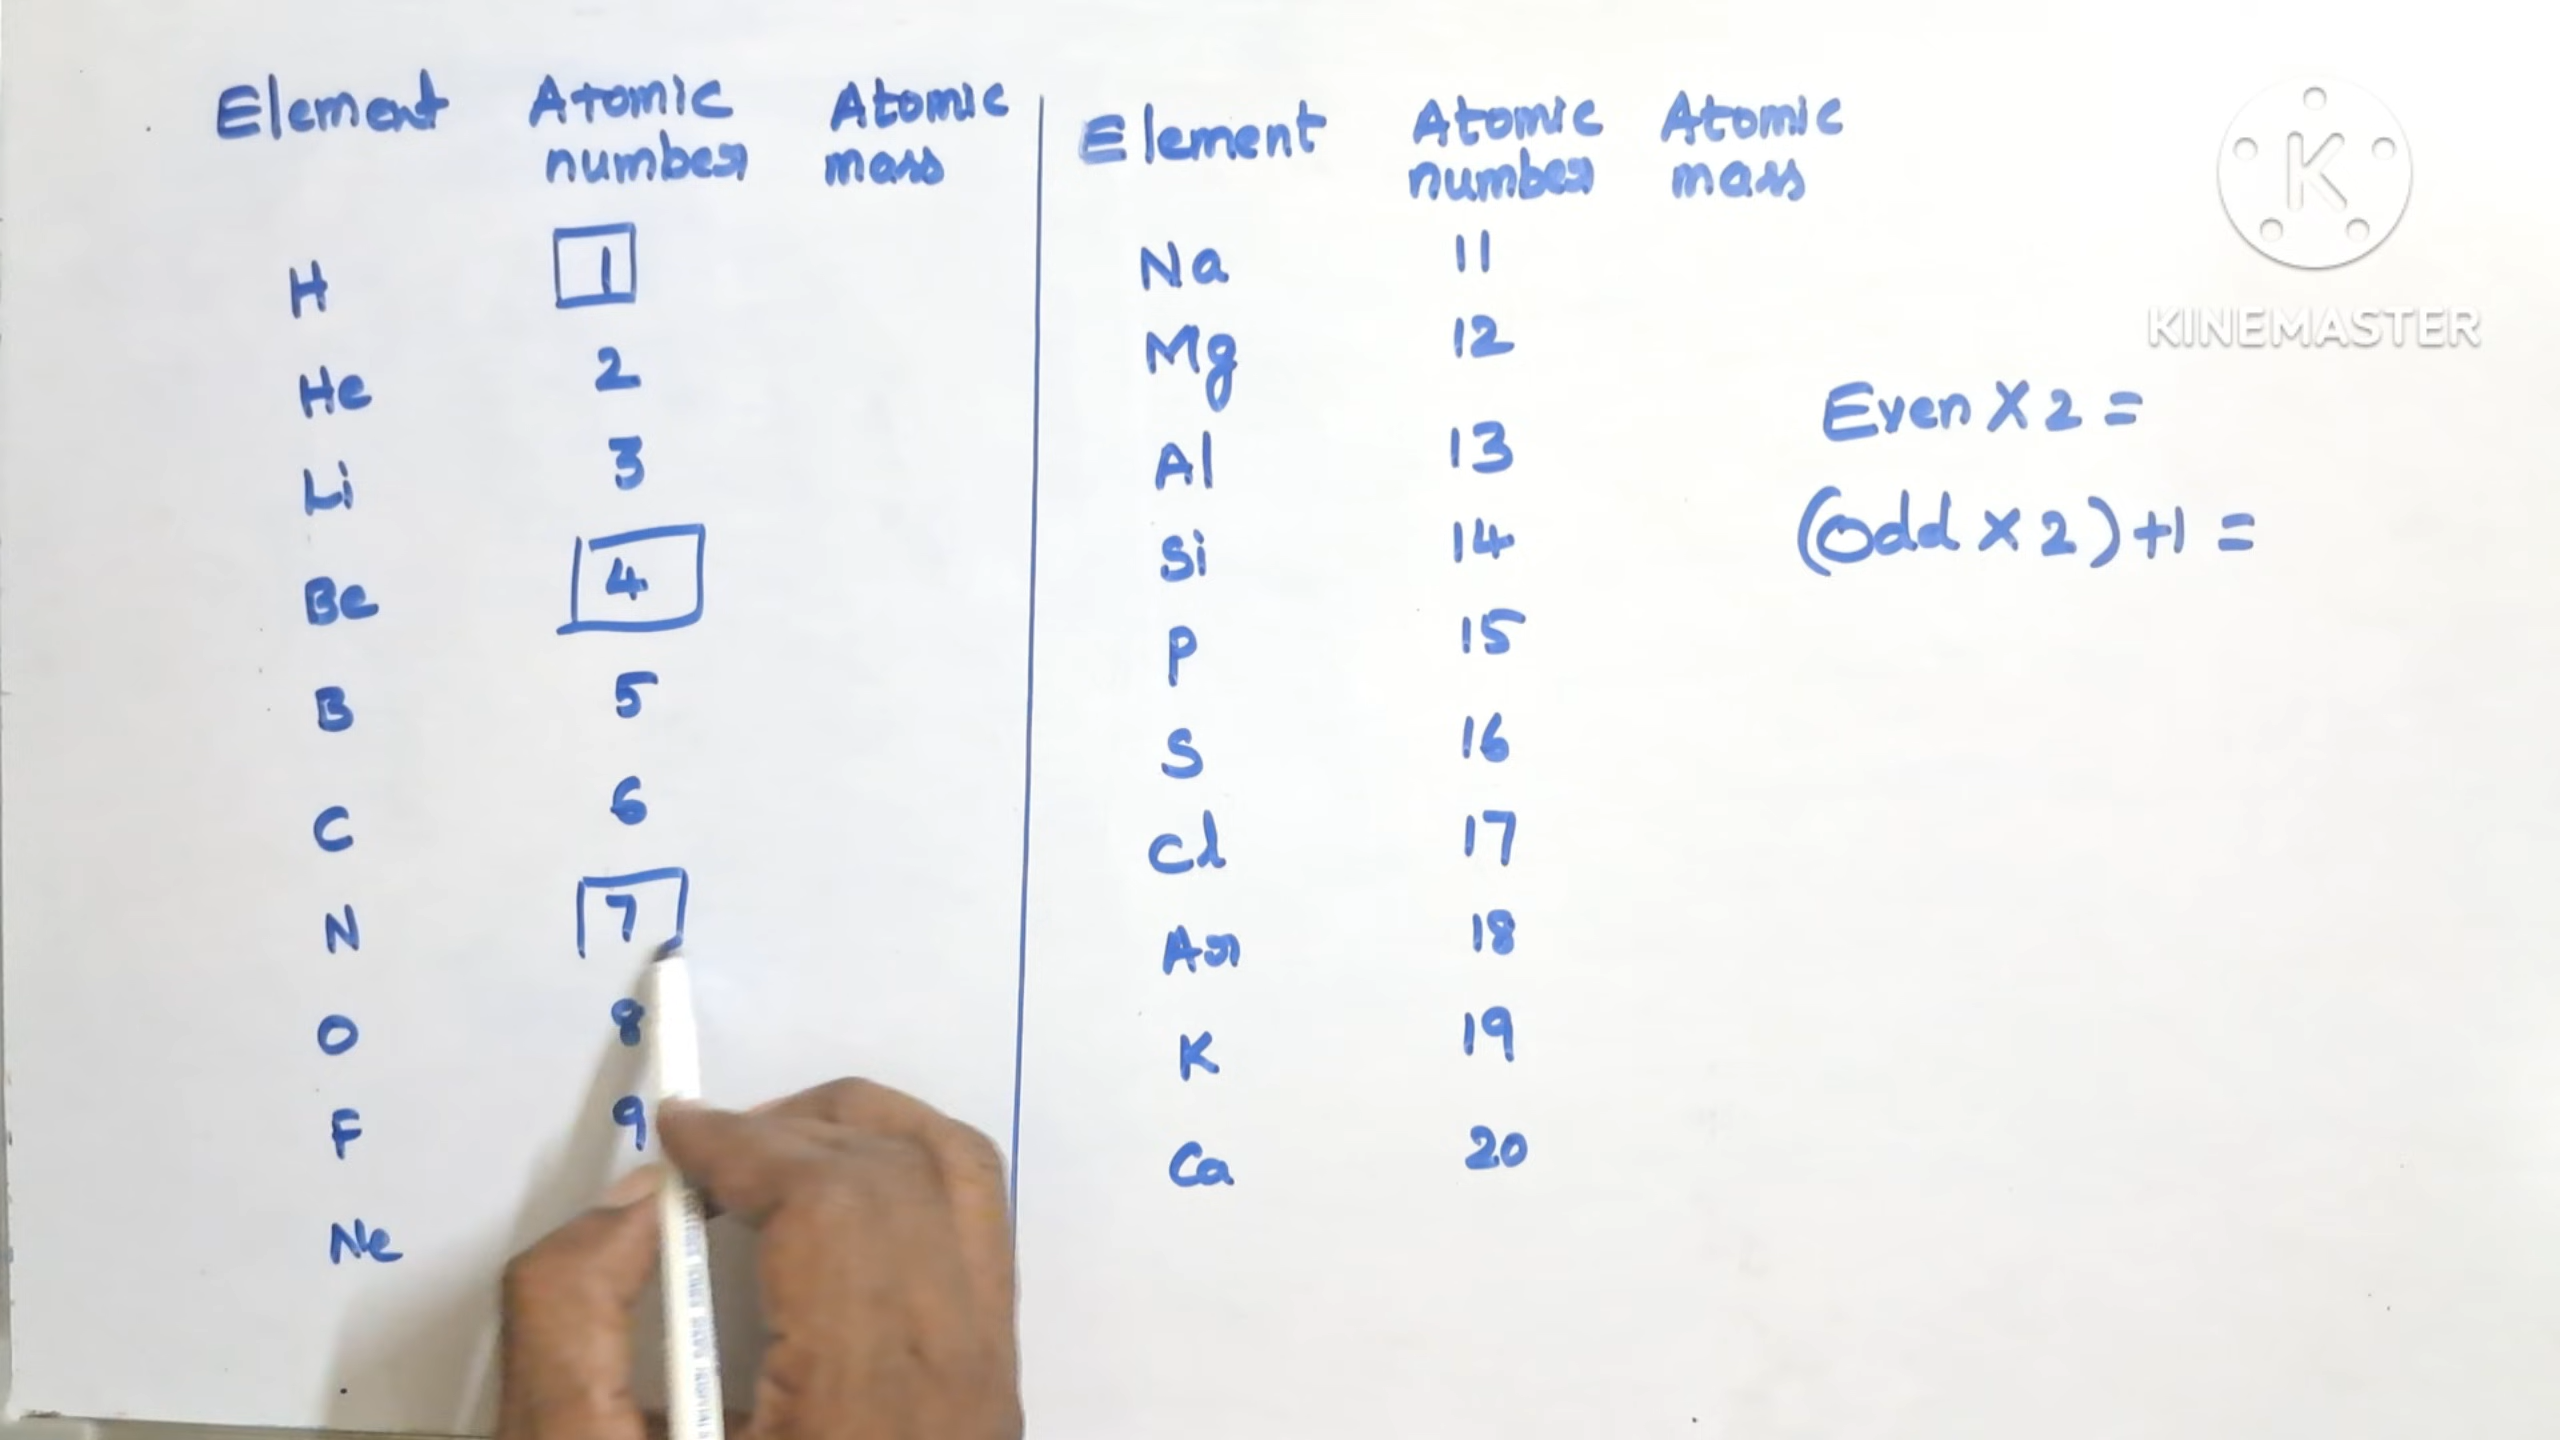 Element Atomic number Atomic mass
H 1
He 2
Li 3
Be 4
B 5
C 6
N 7
O 8
F 9
Ne
Element Atomic number Atomic mass
Na 11
Mg 12
Al 13
Si 14
P 15
S 16
Cl 17
Ar 18
K 19
Ca 20
KINEMASTER
Even X 2 =
(Odd X 2) + 1 =